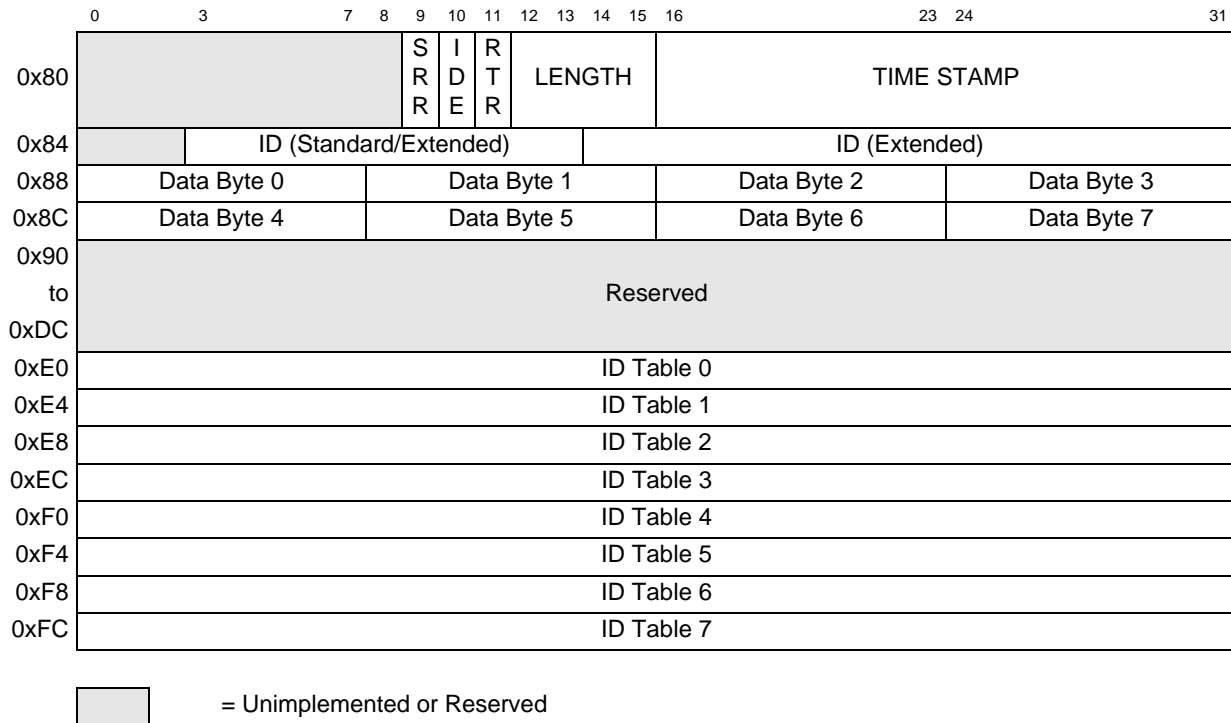 0 3 7 8 9 10 11 12 13 14 15 16 23 24 31
0x80 SRR IDE RTR LENGTH TIME STAMP
0x84 ID (Standard/Extended) ID (Extended)
0x88 Data Byte 0 Data Byte 1 Data Byte 2 Data Byte 3
0x8C Data Byte 4 Data Byte 5 Data Byte 6 Data Byte 7
0x90
to Reserved
0xDC
0xE0 ID Table 0
0xE4 ID Table 1
0xE8 ID Table 2
0xEC ID Table 3
0xF0 ID Table 4
0xF4 ID Table 5
0xF8 ID Table 6
0xFC ID Table 7
= Unimplemented or Reserved